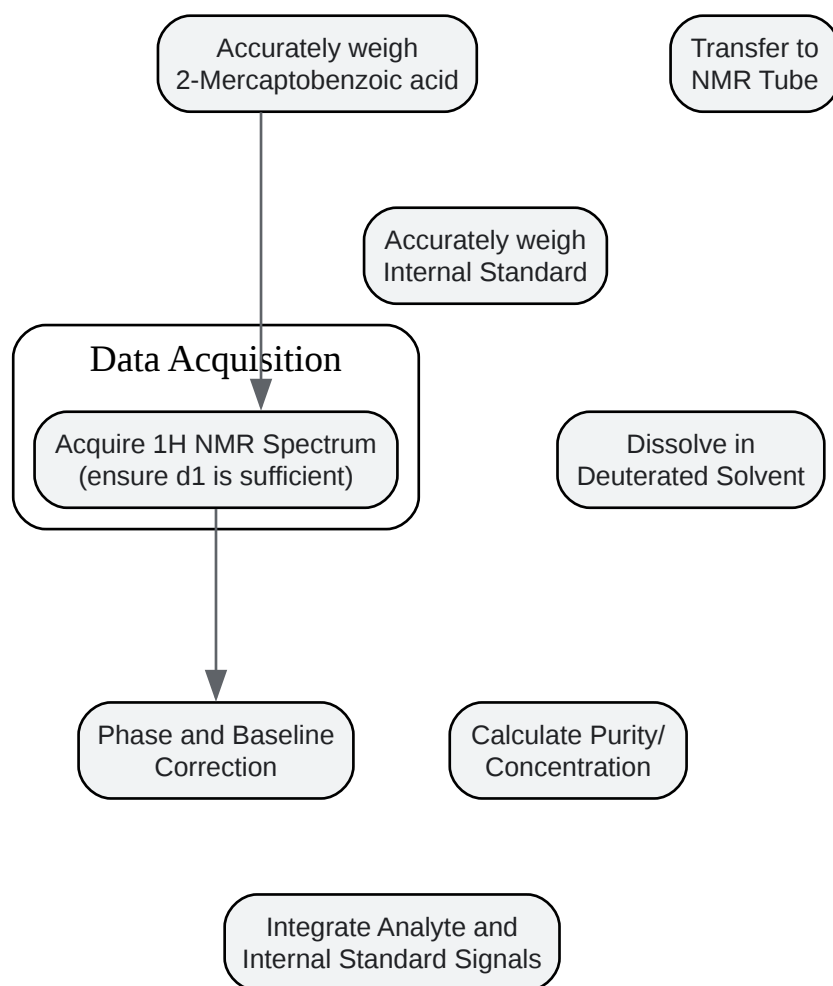 Accurately weigh
2-Mercaptobenzoic acid
Transfer to
NMR Tube
Accurately weigh
Internal Standard
Data Acquisition
Acquire 1H NMR Spectrum
(ensure d1 is sufficient)
Dissolve in
Deuterated Solvent
Phase and Baseline
Correction
Calculate Purity/
Concentration
Integrate Analyte and
Internal Standard Signals